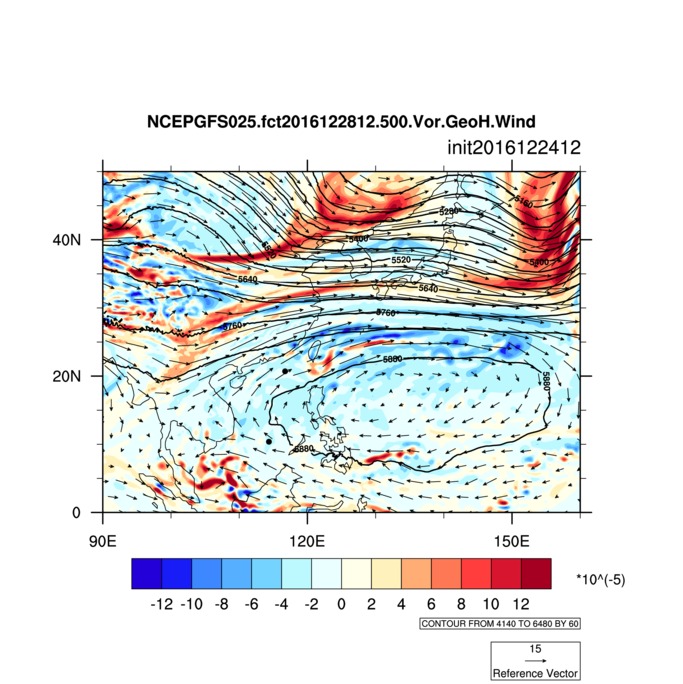 NCEPGFS025.fct2016122812.500.Vor.GeoH.Wind
init2016122412
5160
5280
5400
5400
5520
5640
5640
5760
5760
5880
5880
5880
40N
20N
0
90E 120E 150E
-12 -10 -8 -6 -4 -2 0 2 4 6 8 10 12
*10^(-5)
CONTOUR FROM 4140 TO 6480 BY 60
15
Reference Vector